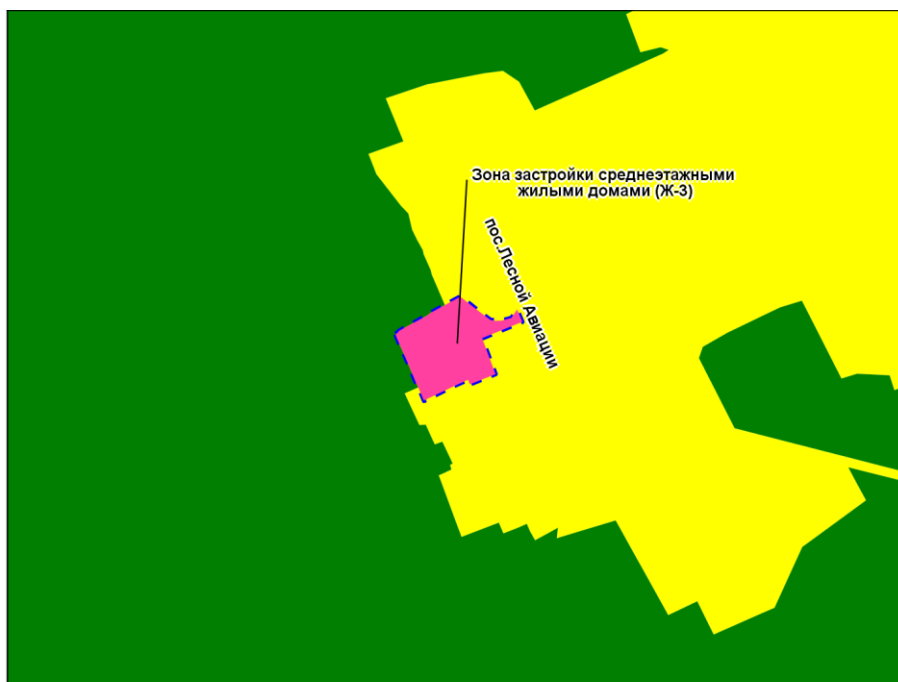 Зона застройки среднеэтажными
жилыми домами (Ж-3)
пос.Лесной Авиации